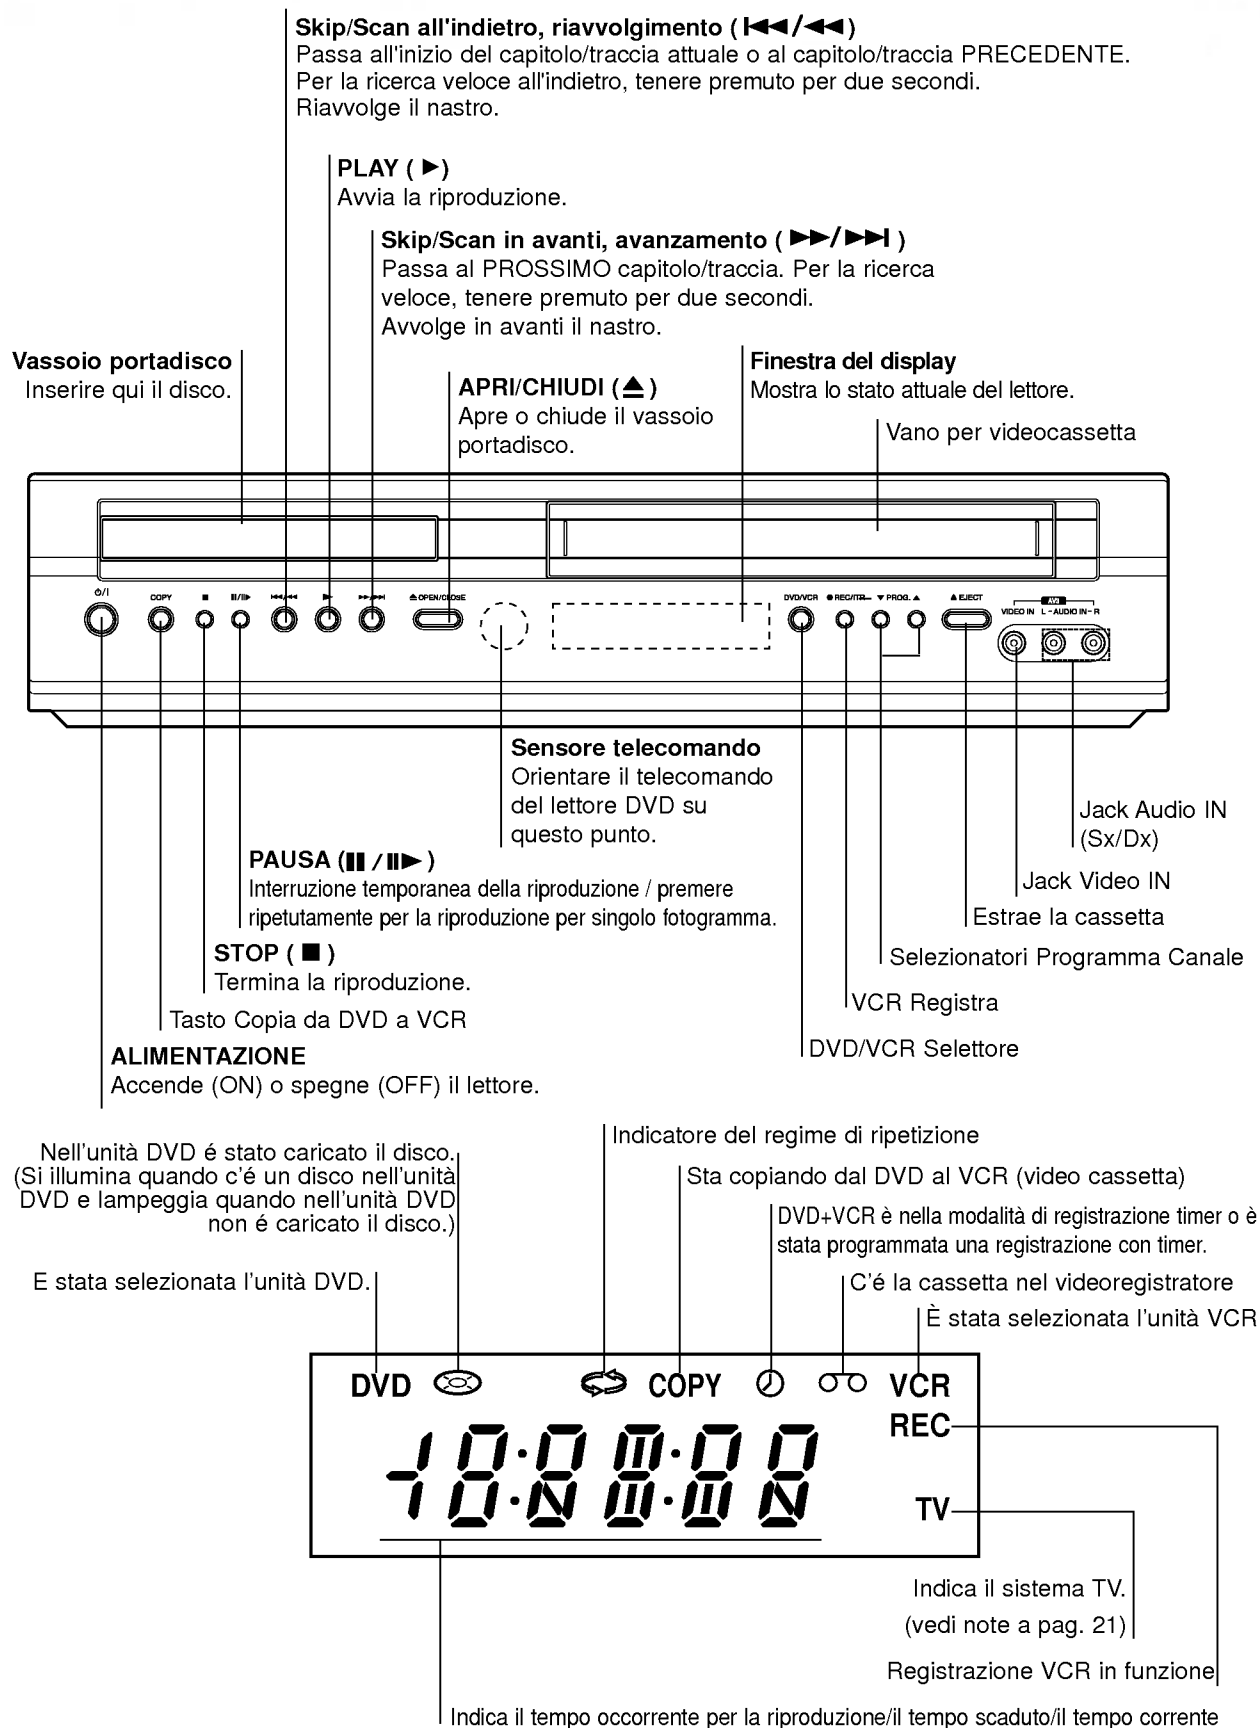 Skip/Scan all'indietro, riavvolgimento (⏮/◀◀)
Passa all'inizio del capitolo/traccia attuale o al capitolo/traccia PRECEDENTE.
Per la ricerca veloce all'indietro, tenere premuto per due secondi.
Riavvolge il nastro.
PLAY ( ▶)
Avvia la riproduzione.
Skip/Scan in avanti, avanzamento ( ▶▶/▶▶I )
Passa al PROSSIMO capitolo/traccia. Per la ricerca
veloce, tenere premuto per due secondi.
Avvolge in avanti il nastro.
Vassoio portadisco
Inserire qui il disco.
APRI/CHIUDI (⏏)
Apre o chiude il vassoio
portadisco.
Finestra del display
Mostra lo stato attuale del lettore.
Vano per videocassetta
COPY ■ II/II▶ I◀◀/◀◀ ▶ ▶▶/▶▶I ⏏ OPEN/CLOSE DVD/VCR ● REC/ITR ▼ PROG. ▲ ▲ EJECT
AV3
VIDEO IN L - AUDIO IN - R
Sensore telecomando
Orientare il telecomando
del lettore DVD su
questo punto.
Jack Audio IN
(Sx/Dx)
PAUSA (II / II▶ )
Interruzione temporanea della riproduzione / premere
ripetutamente per la riproduzione per singolo fotogramma.
Jack Video IN
Estrae la cassetta
STOP ( ■ )
Termina la riproduzione.
Selezionatori Programma Canale
VCR Registra
Tasto Copia da DVD a VCR
DVD/VCR Selettore
ALIMENTAZIONE
Accende (ON) o spegne (OFF) il lettore.
Nell'unità DVD é stato caricato il disco.
(Si illumina quando c'é un disco nell'unità
DVD e lampeggia quando nell'unità DVD
non é caricato il disco.)
Indicatore del regime di ripetizione
Sta copiando dal DVD al VCR (video cassetta)
DVD+VCR è nella modalità di registrazione timer o è
stata programmata una registrazione con timer.
E stata selezionata l'unità DVD.
C'é la cassetta nel videoregistratore
È stata selezionata l'unità VCR
DVD COPY VCR
REC
TV
Indica il sistema TV.
(vedi note a pag. 21)
Registrazione VCR in funzione
Indica il tempo occorrente per la riproduzione/il tempo scaduto/il tempo corrente